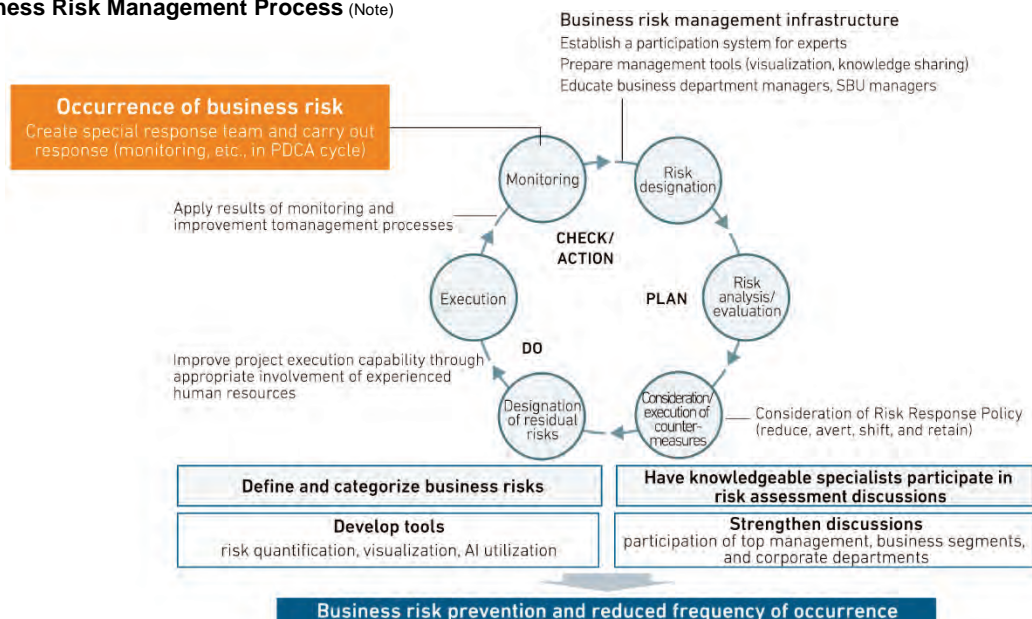 ness Risk Management Process (Note)
Business risk management infrastructure
Establish a participation system for experts
Prepare management tools (visualization, knowledge sharing)
Educate business department managers, SBU managers
Occurrence of business risk
Create special response team and carry out
response (monitoring, etc., in PDCA cycle)
Monitoring
Risk
designation
Apply results of monitoring and
improvement tomanagement processes
CHECK/
ACTION
Execution
PLAN
Risk
analysis/
evaluation
DO
Improve project execution capability through
appropriate involvement of experienced
human resources
Designation
of residual
risks
Consideration/
execution of
counter-
measures
Consideration of Risk Response Policy
(reduce, avert, shift, and retain)
Define and categorize business risks
Have knowledgeable specialists participate in
risk assessment discussions
Develop tools
risk quantification, visualization, AI utilization
Strengthen discussions
participation of top management, business segments,
and corporate departments
Business risk prevention and reduced frequency of occurrence